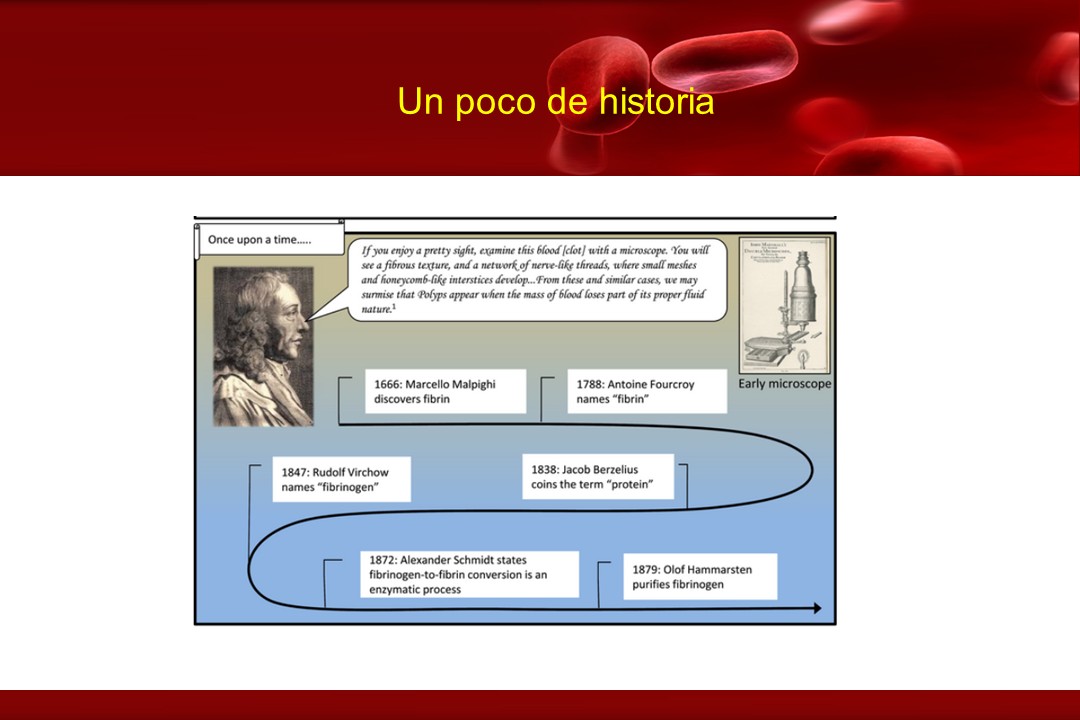 Un poco de historia
Once upon a time.....
If you enjoy a pretty sight, examine this blood [clot] with a microscope. You will
see a fibrous texture, and a network of nerve-like threads, where small meshes
and honeycomb-like interstices develop...From these and similar cases, we may
surmise that Polyps appear when the mass of blood loses part of its proper fluid
nature.¹
Early microscope
1666: Marcello Malpighi
discovers fibrin
1788: Antoine Fourcroy
names “fibrin”
1838: Jacob Berzelius
coins the term “protein”
1847: Rudolf Virchow
names “fibrinogen”
1872: Alexander Schmidt states
fibrinogen-to-fibrin conversion is an
enzymatic process
1879: Olof Hammarsten
purifies fibrinogen